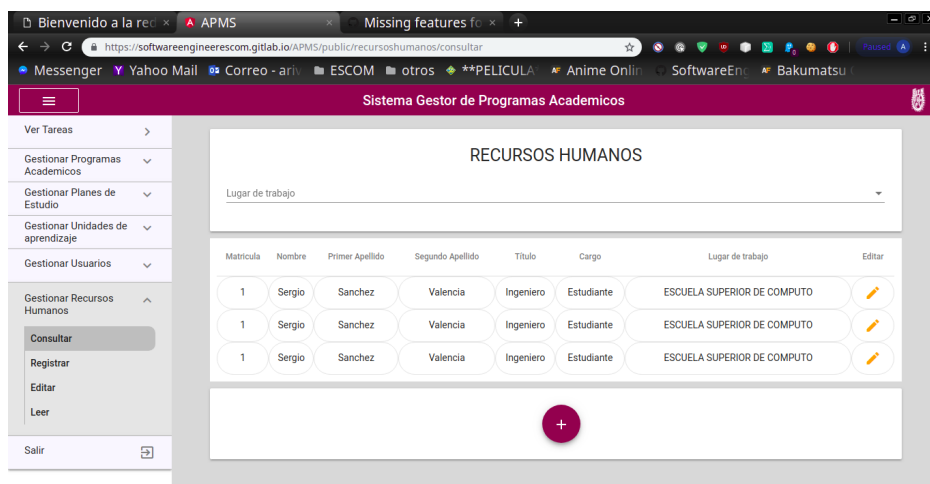 Bienvenido a la red
APMS
Missing features fo
https://softwareengineerescom.gitlab.io/APMS/public/recursoshumanos/consultar
Paused A
Messenger Yahoo Mail Correo - ariv ESCOM otros **PELICULA* Anime Onlin SoftwareEng Bakumatsu
Sistema Gestor de Programas Academicos
Ver Tareas
Gestionar Programas
Academicos
Gestionar Planes de
Estudio
Gestionar Unidades de
aprendizaje
Gestionar Usuarios
Gestionar Recursos
Humanos
Consultar
Registrar
Editar
Leer
Salir
RECURSOS HUMANOS
Lugar de trabajo
Matricula Nombre Primer Apellido Segundo Apellido Titulo Cargo Lugar de trabajo Editar
1 Sergio Sanchez Valencia Ingeniero Estudiante ESCUELA SUPERIOR DE COMPUTO
1 Sergio Sanchez Valencia Ingeniero Estudiante ESCUELA SUPERIOR DE COMPUTO
1 Sergio Sanchez Valencia Ingeniero Estudiante ESCUELA SUPERIOR DE COMPUTO
+